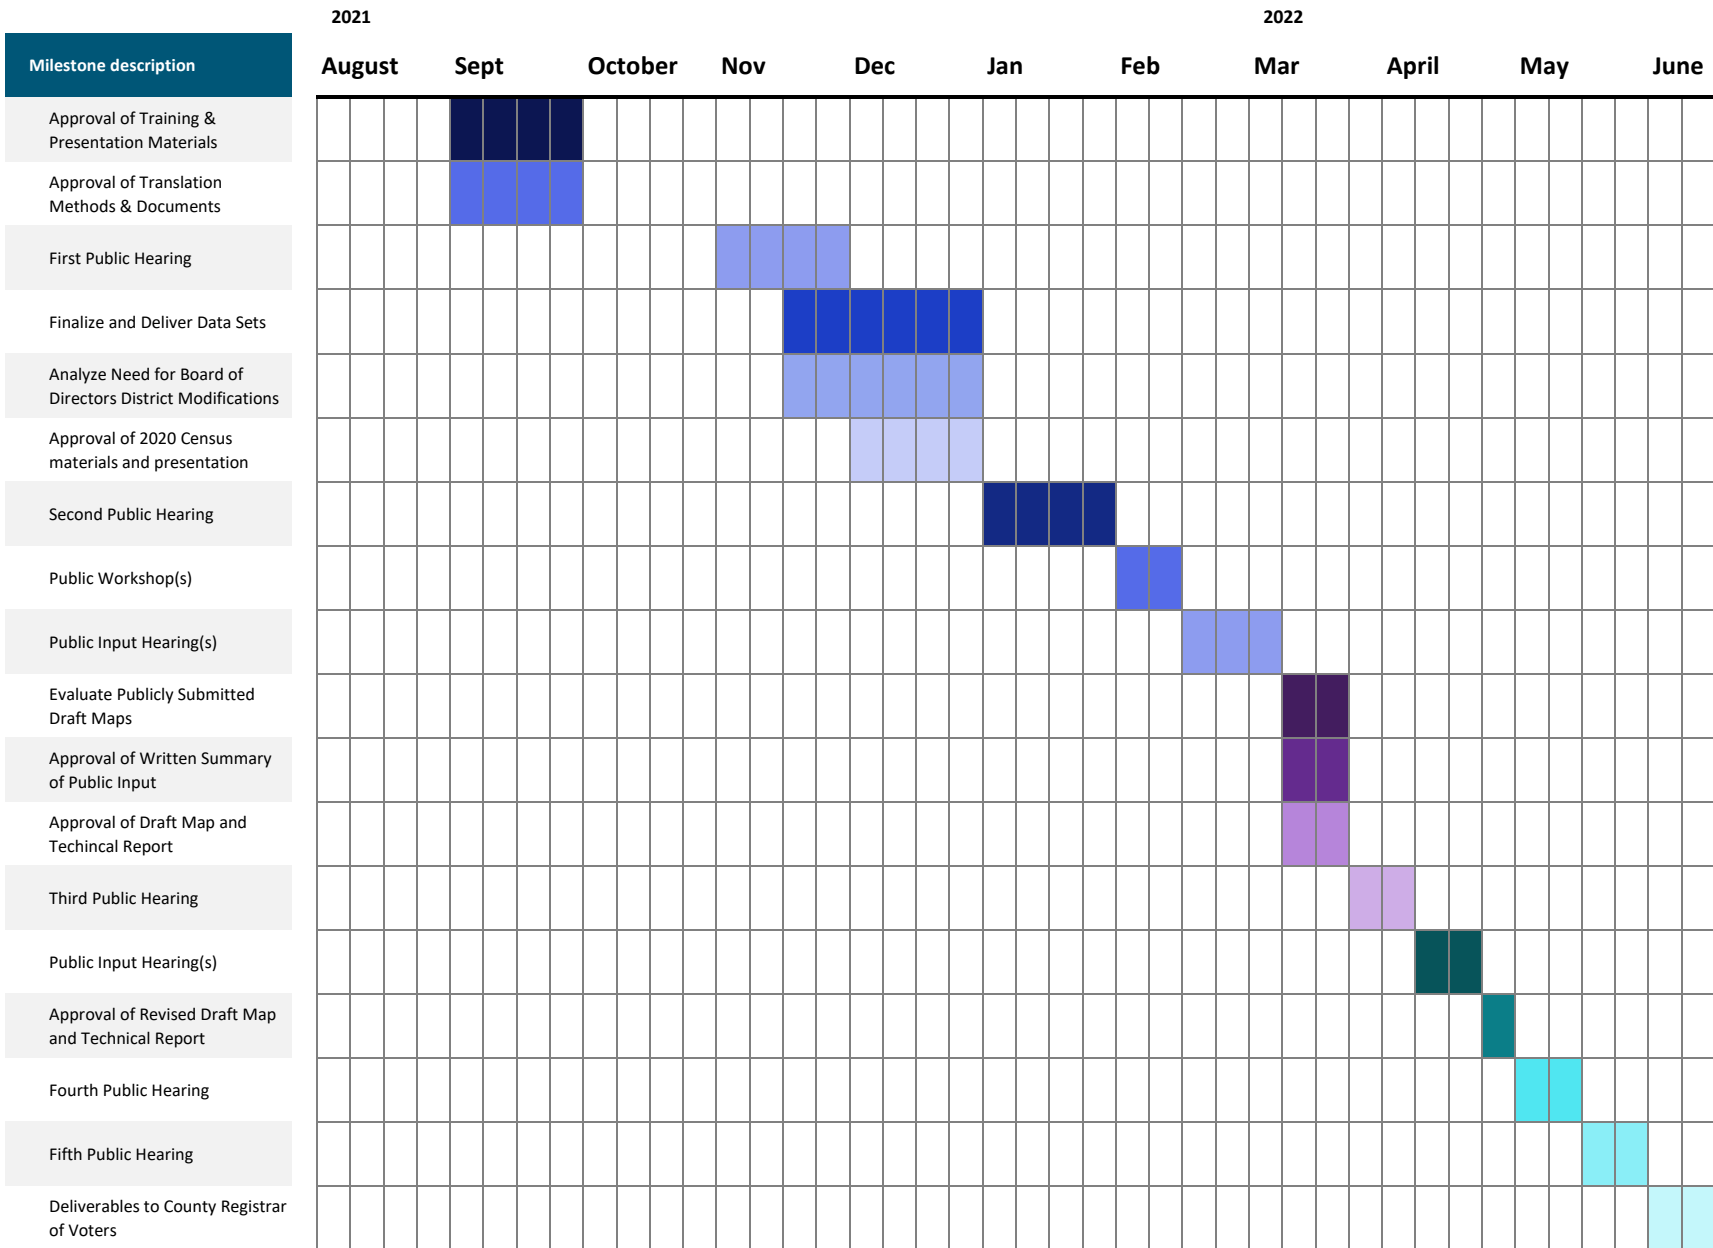 2021 2022
Milestone description August Sept October Nov Dec Jan Feb Mar April May June
Approval of Training &
Presentation Materials
Approval of Translation
Methods & Documents
First Public Hearing
Finalize and Deliver Data Sets
Analyze Need for Board of
Directors District Modifications
Approval of 2020 Census
materials and presentation
Second Public Hearing
Public Workshop(s)
Public Input Hearing(s)
Evaluate Publicly Submitted
Draft Maps
Approval of Written Summary
of Public Input
Approval of Draft Map and
Techincal Report
Third Public Hearing
Public Input Hearing(s)
Approval of Revised Draft Map
and Technical Report
Fourth Public Hearing
Fifth Public Hearing
Deliverables to County Registrar
of Voters